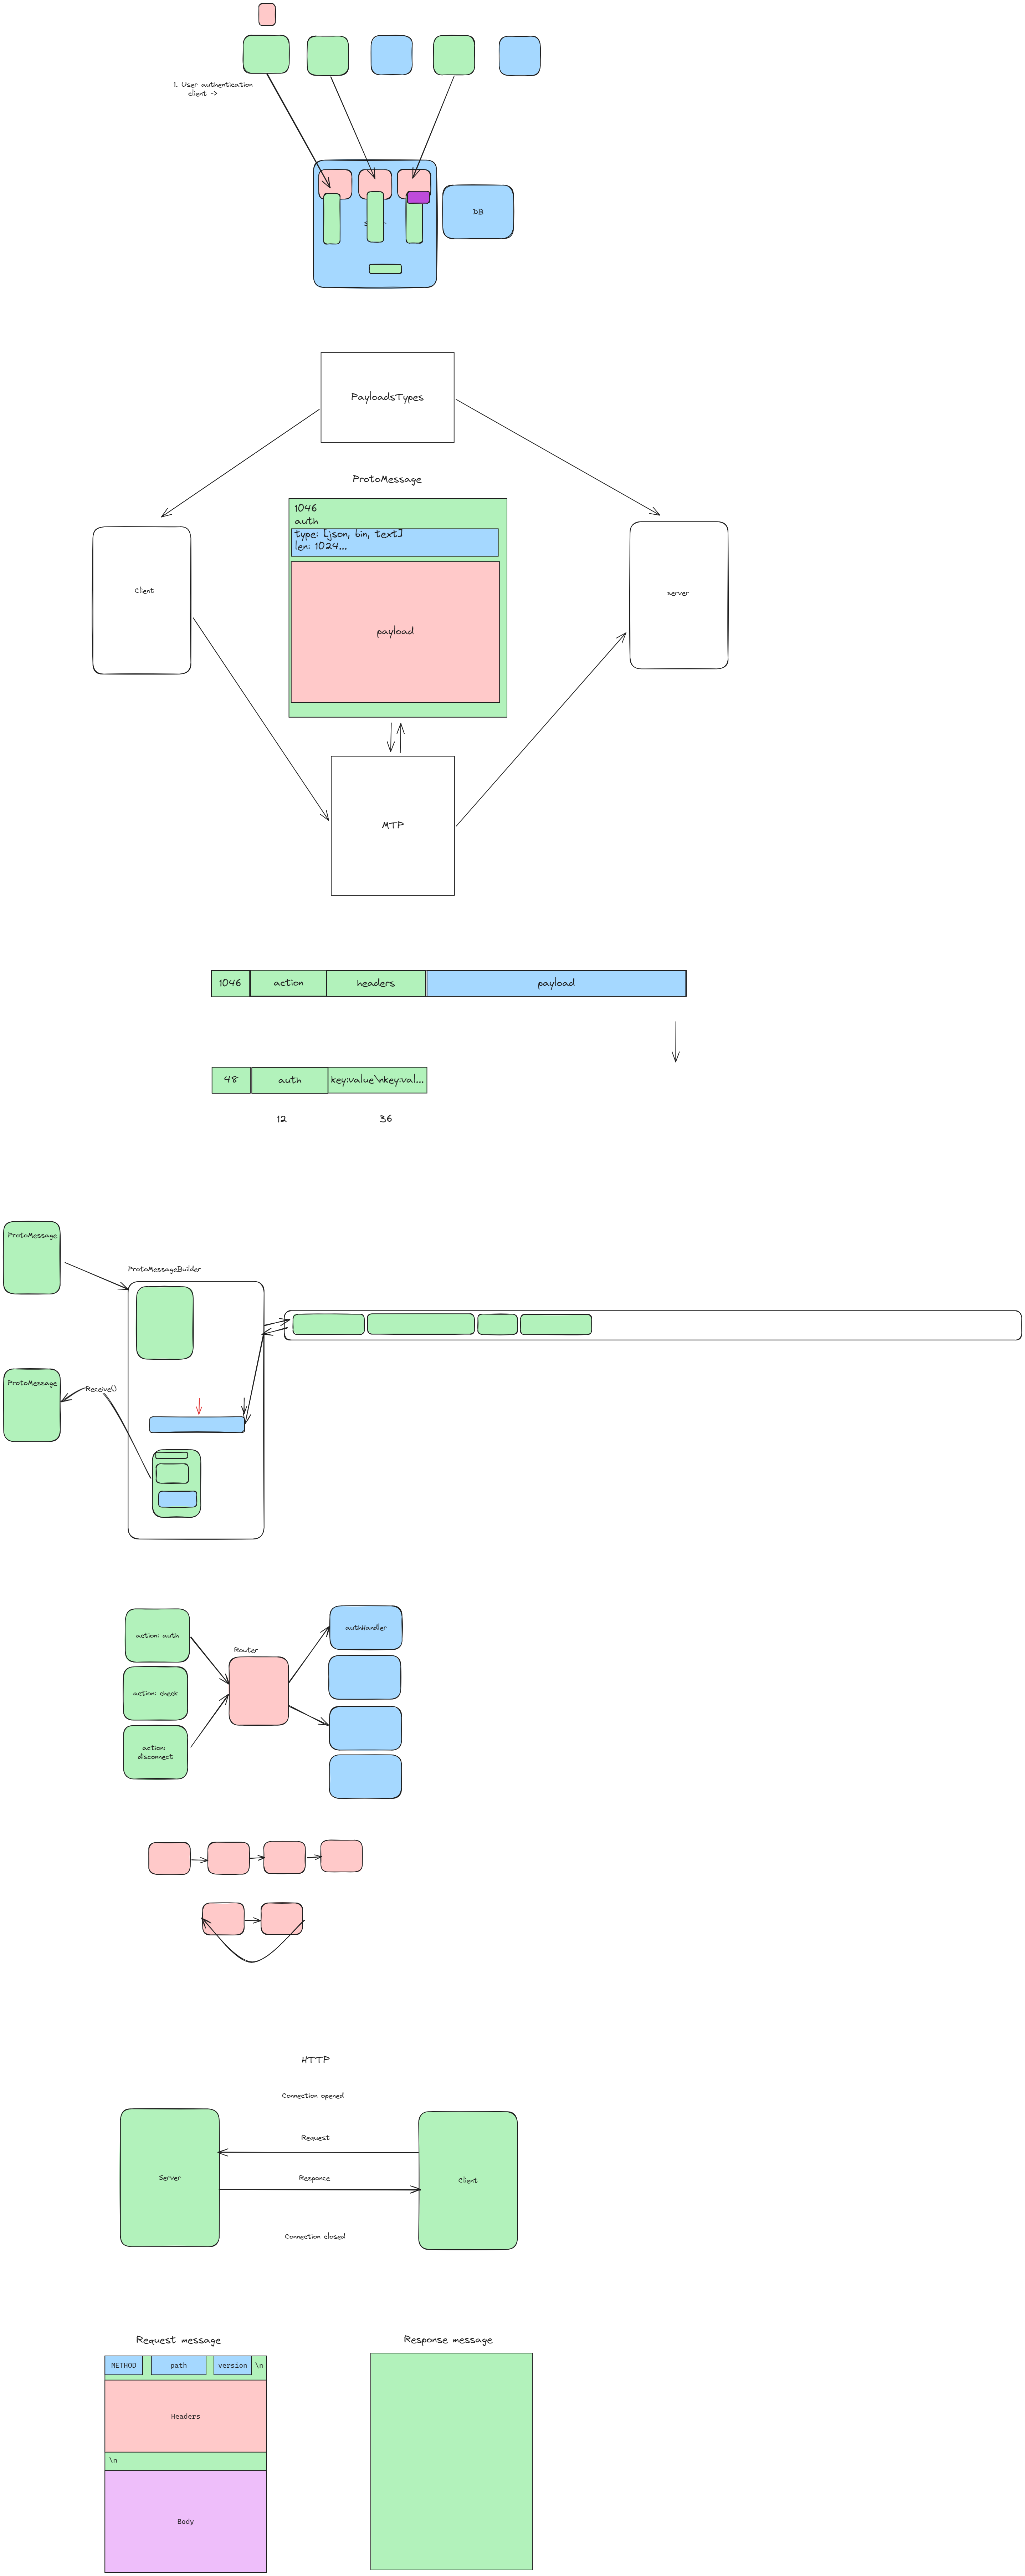 1. User authentication
client ->
DB
PayloadsTypes
ProtoMessage
1046
auth
type: [json, bin, text]
len: 1024...
Client
server
payload
MTP
1046 action headers payload
48 auth key:value\nkey:val...
12 36
ProtoMessage
ProtoMessageBuilder
ProtoMessage
Receive()
action: auth
authHandler
Router
action: check
action:
disconnect
HTTP
Connection opened
Request
Server
Responce
Client
Connection closed
Request message
Response message
METHOD path version \n
Headers
\n
Body